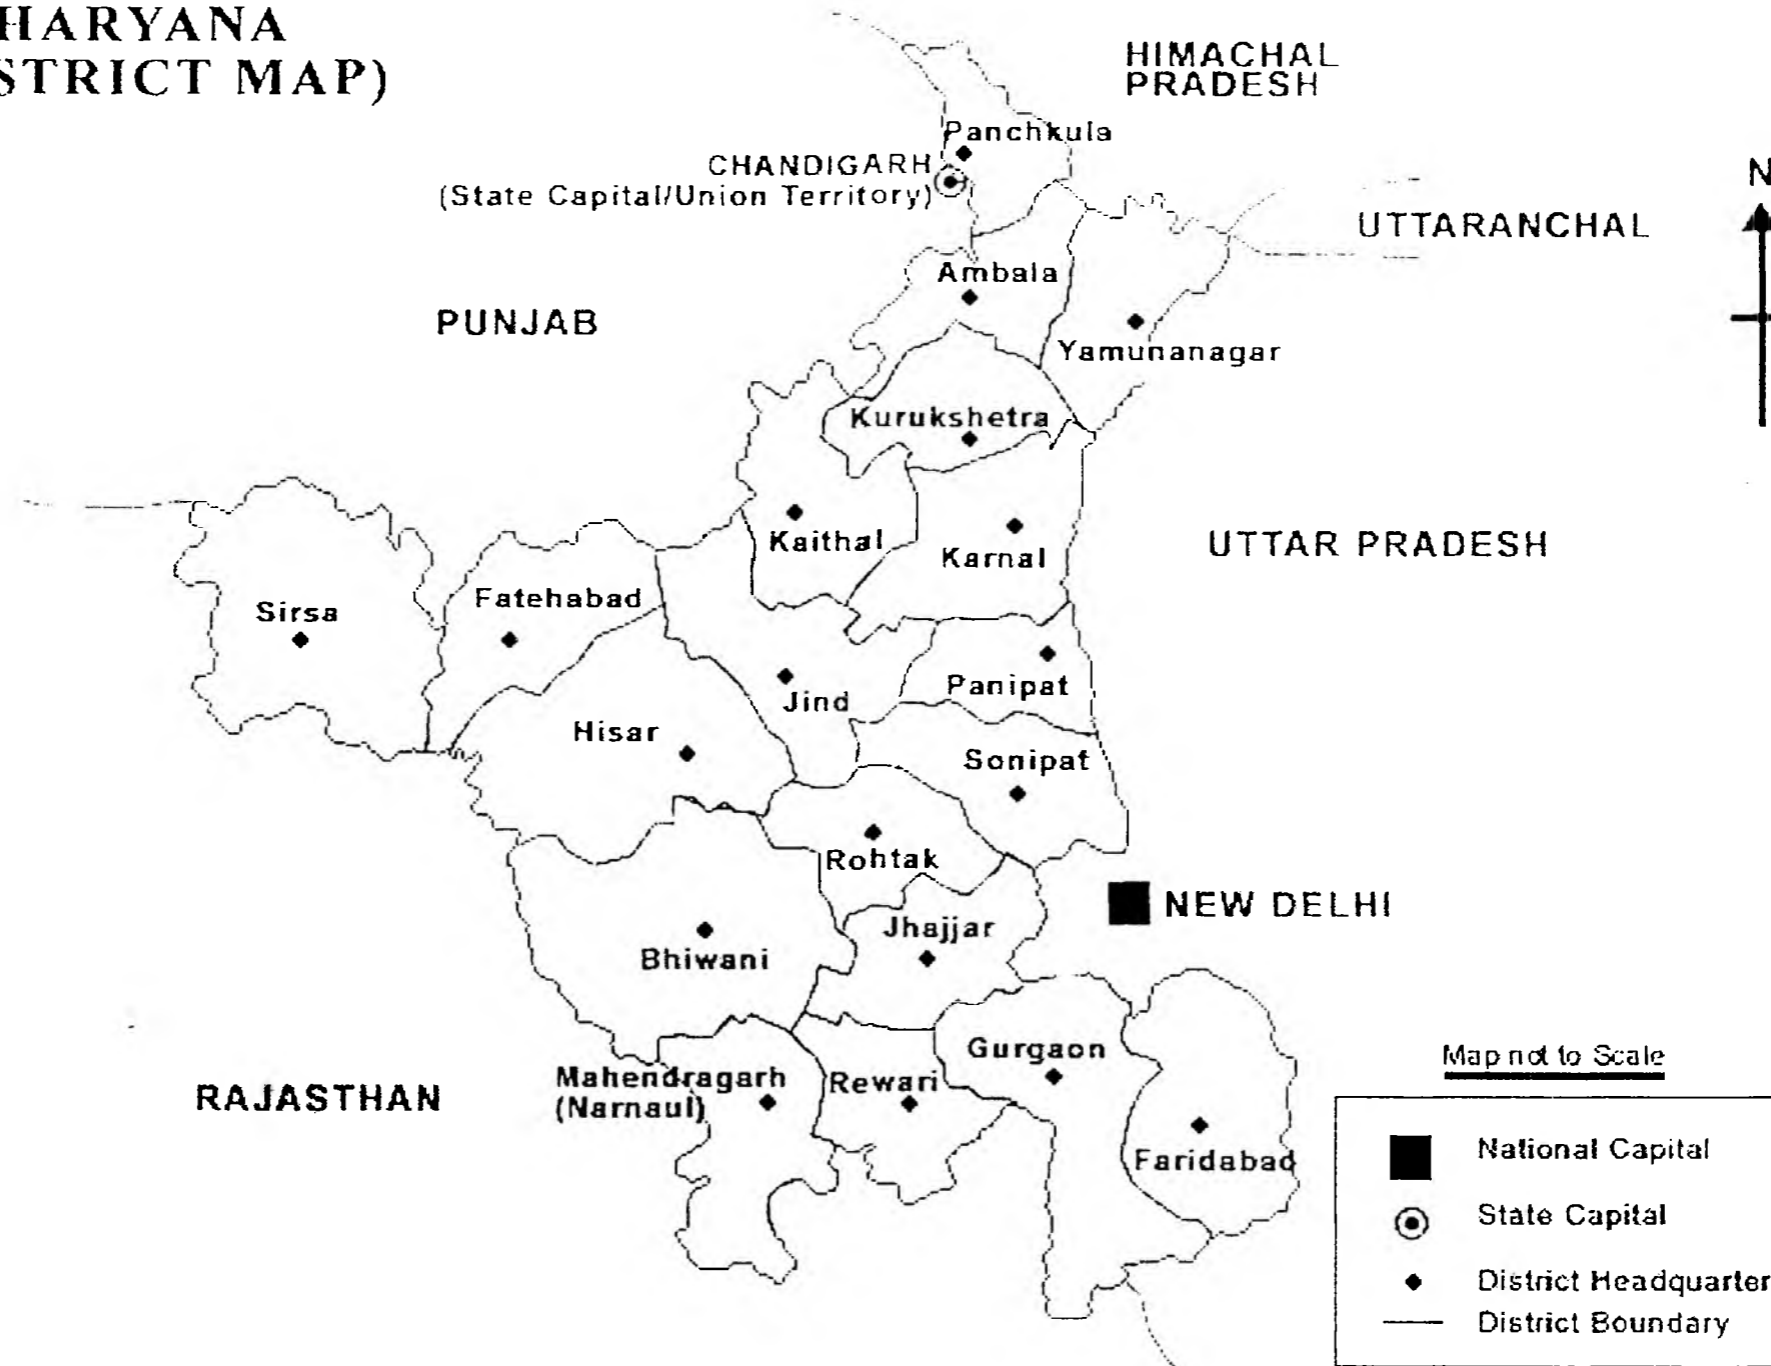 HARYANA
STRICT MAP)
HIMACHAL
PRADESH
Panchkula
CHANDIGARH
(State Capital/Union Territory)
N
UTTARANCHAL
Ambala
PUNJAB
Yamunanagar
Kurukshetra
Kaithal
Karnal
UTTAR PRADESH
Fatehabad
Sirsa
Jind
Panipat
Hisar
Sonipat
Rohtak
NEW DELHI
Jhajjar
Bhiwani
Gurgaon
Mahendragarh
(Narnaul)
Rewari
RAJASTHAN
Faridabad
Map not to Scale
National Capital
State Capital
District Headquarter
District Boundary